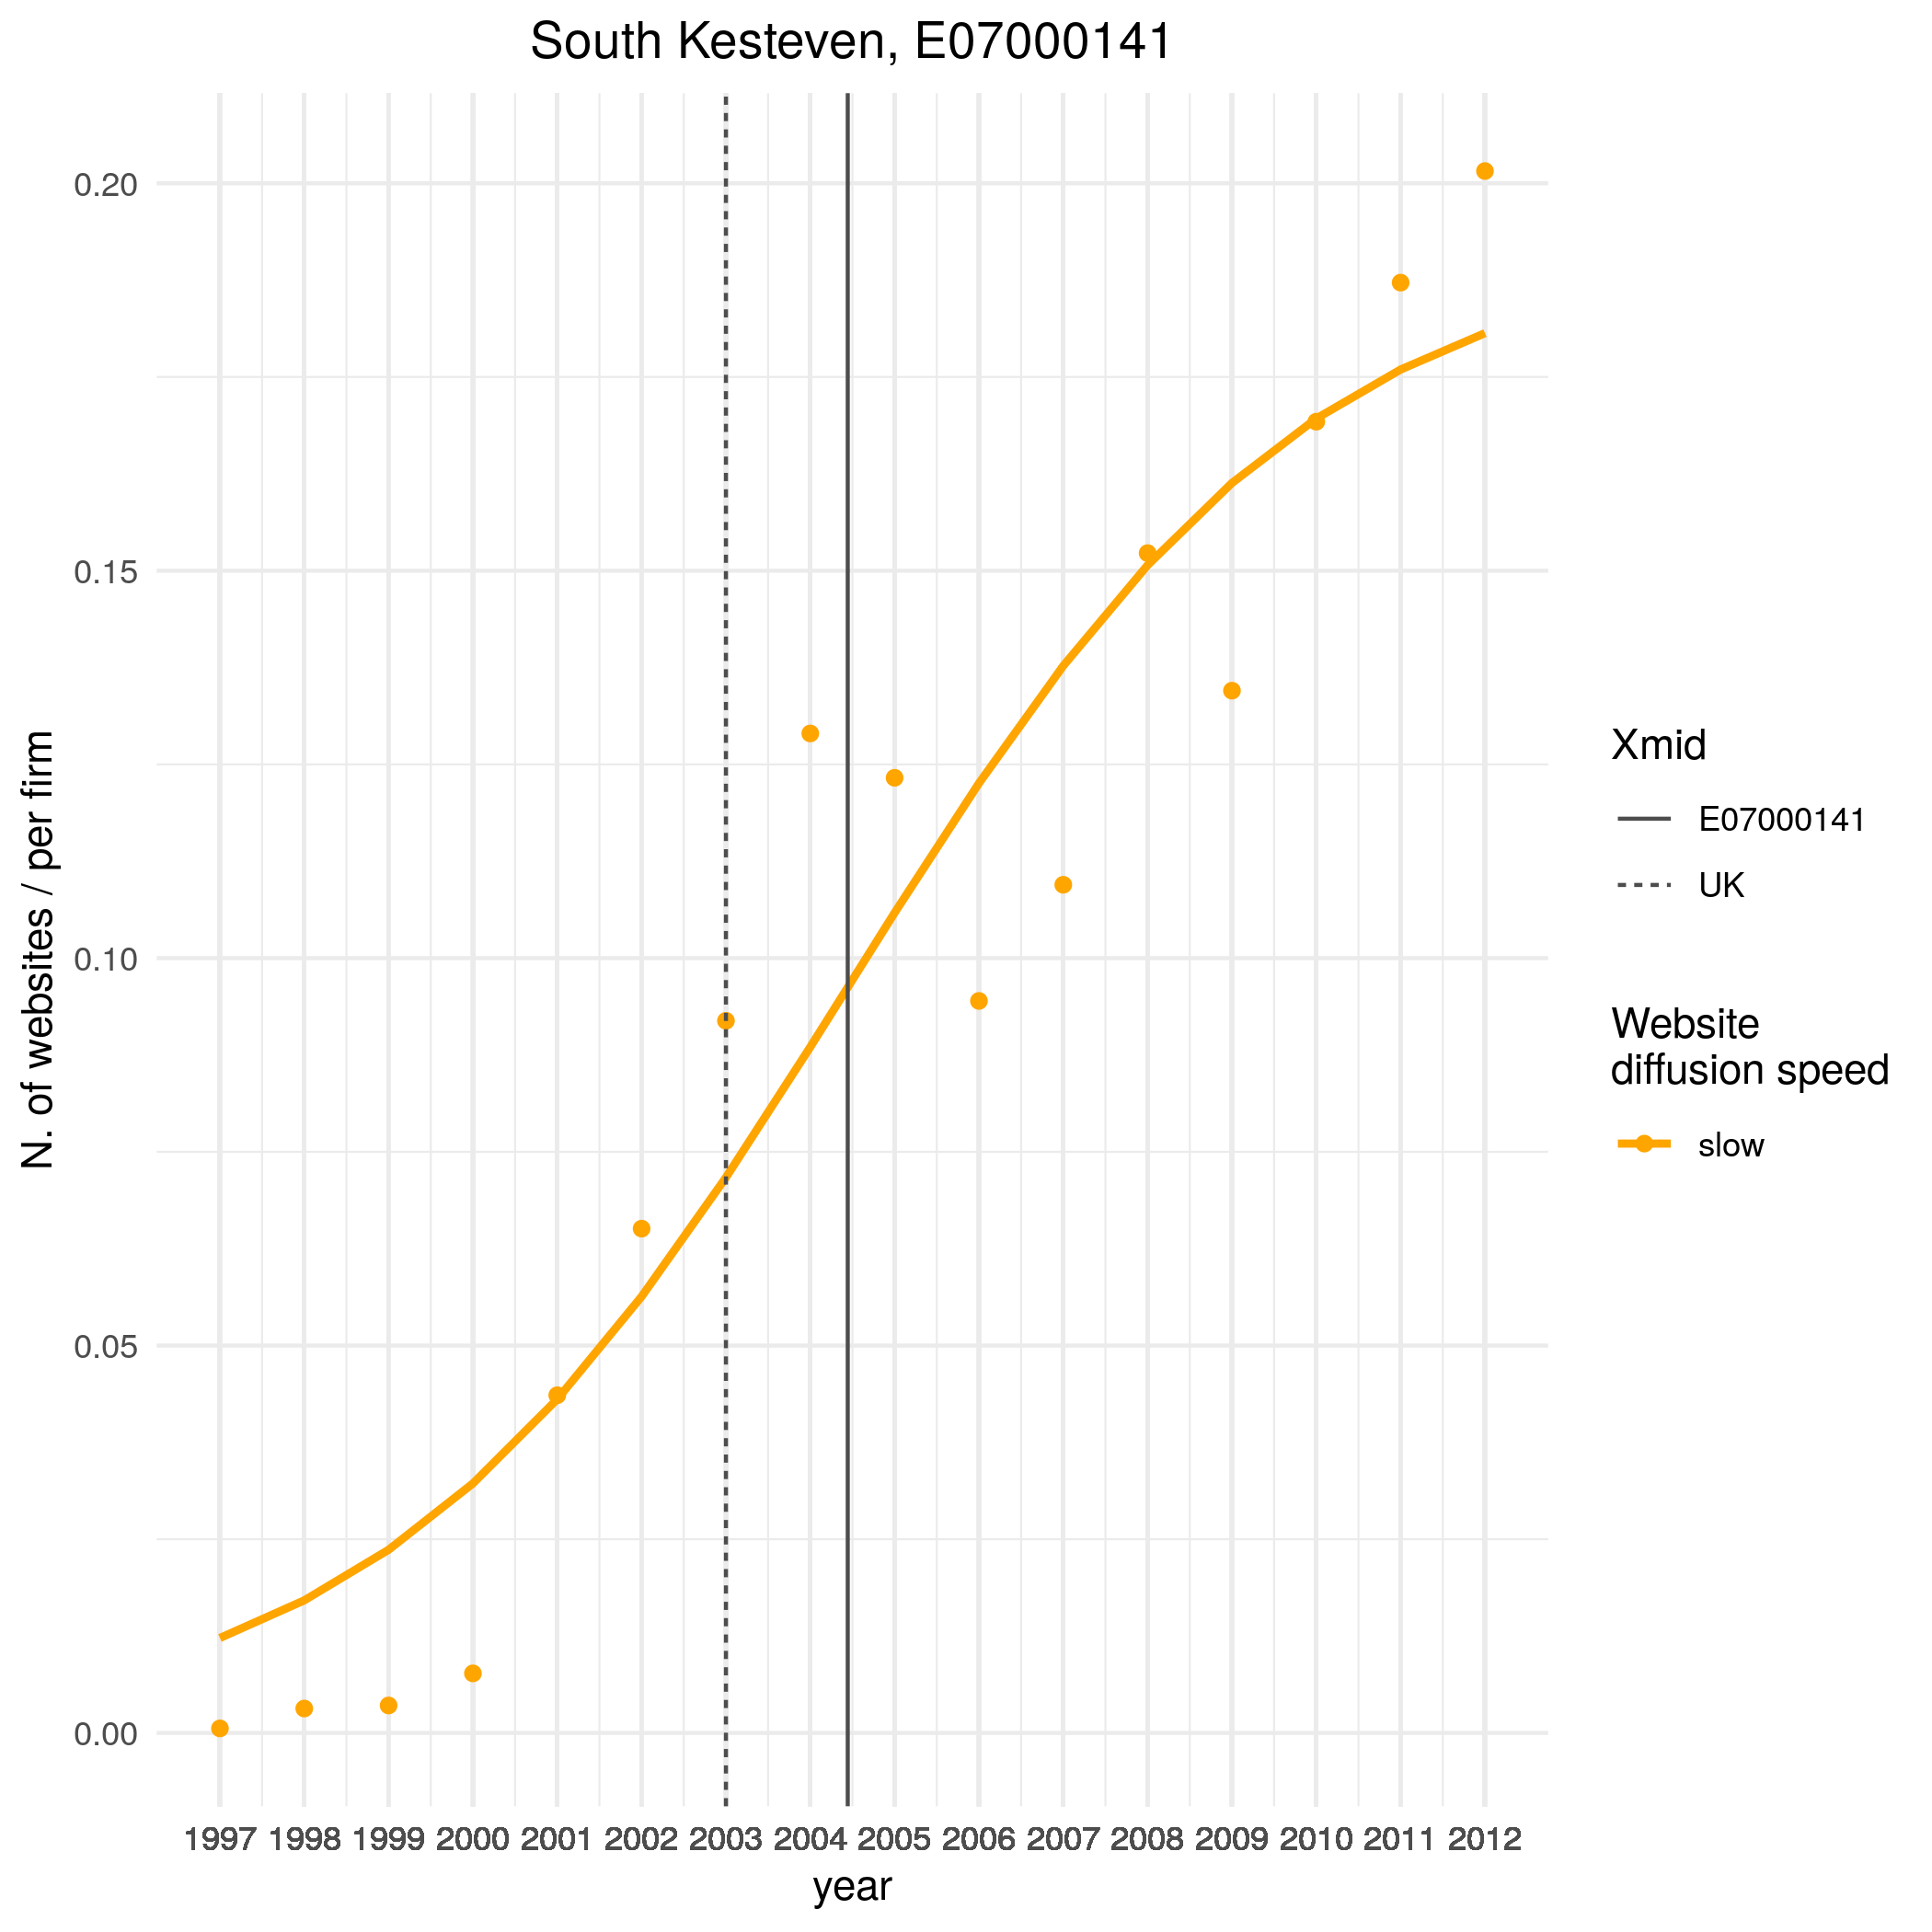 South Kesteven, E07000141
N. of websites / per firm
0.20
0.15
0.10
0.05
0.00
1997 1998 1999 2000 2001 2002 2003 2004 2005 2006 2007 2008 2009 2010 2011 2012
year
Xmid
E07000141
UK
Website
diffusion speed
slow